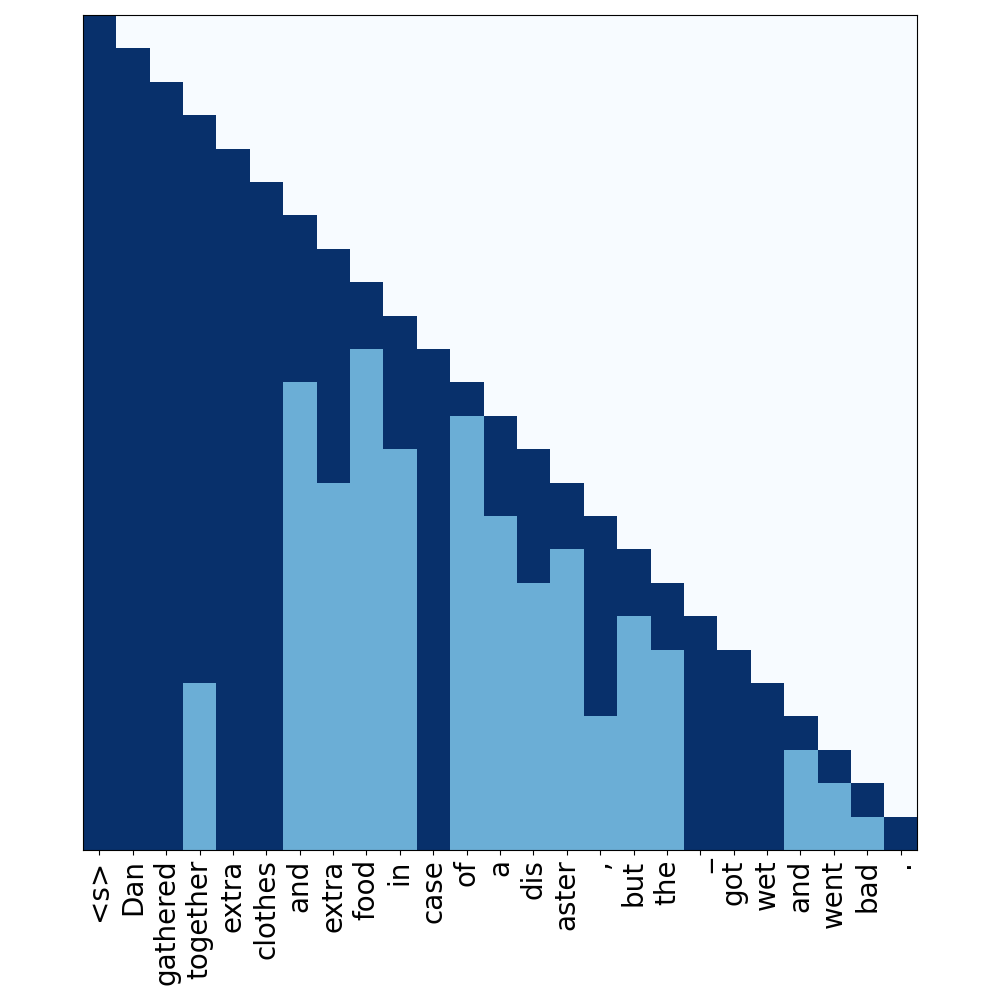 <s> Dan gathered together extra clothes and extra food in case of a dis aster , but the _ got wet and went bad .